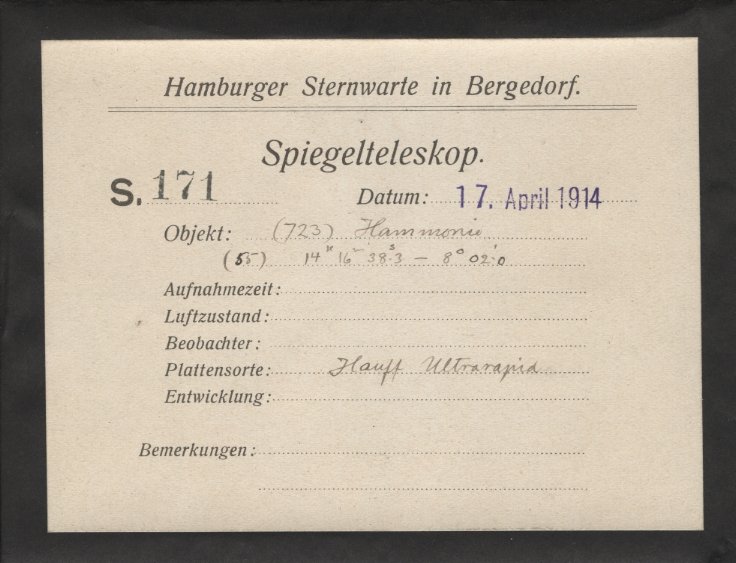 Hamburger Sternwarte in Bergedorf.
Spiegelteleskop.
S. 171 Datum: 17. April 1914
Objekt: (723) Hammonia
(55) 14ʰ 16ᵐ 38ˢ.3 — 8° 02'.0
Aufnahmezeit:
Luftzustand:
Beobachter:
Plattensorte: Hauff Ultrarapid
Entwicklung:
Bemerkungen: